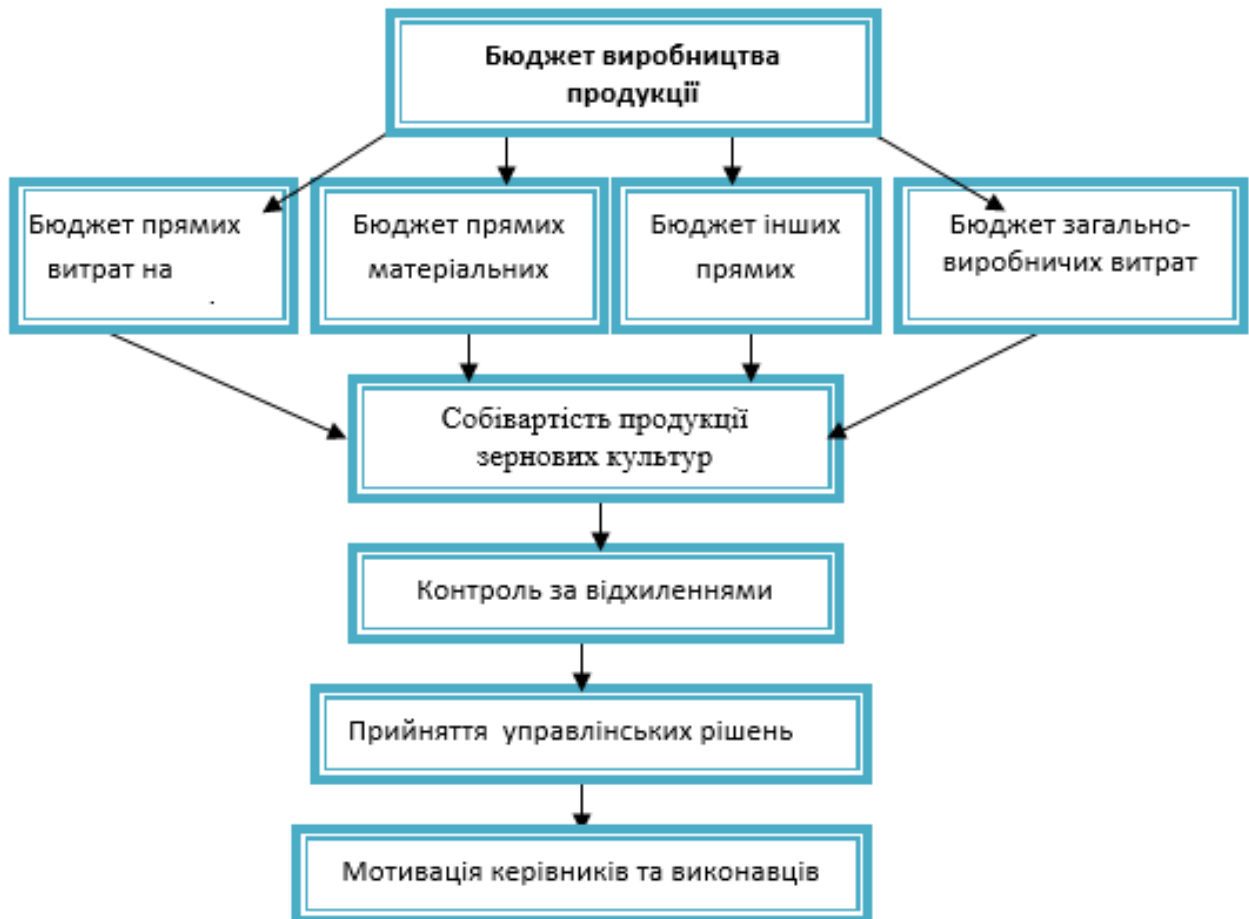 Бюджет виробництва
продукції
Бюджет прямих
витрат на
Бюджет прямих
матеріальних
Бюджет інших
прямих
Бюджет загально-
виробничих витрат
Собівартість продукції
зернових культур
Контроль за відхиленнями
Прийняття управлінських рішень
Мотивація керівників та виконавців